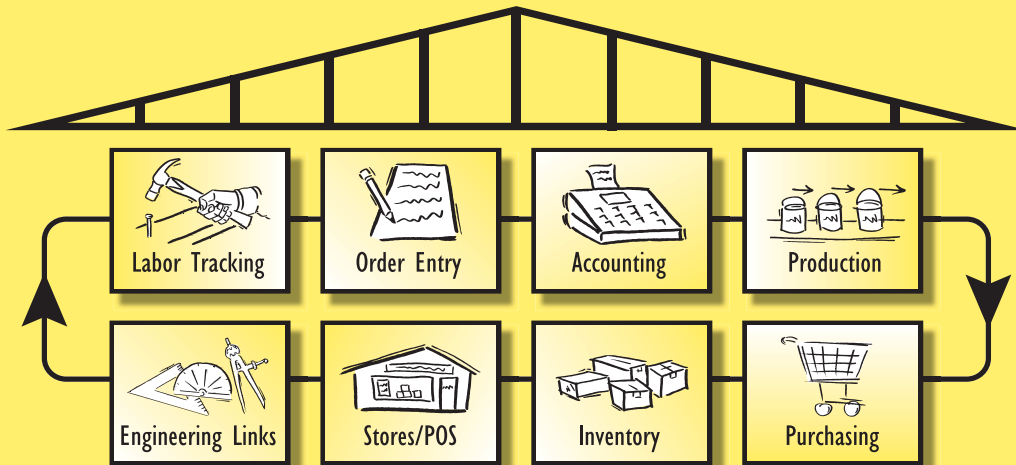 Labor Tracking
Order Entry
Accounting
Production
Engineering Links
Stores/POS
Inventory
Purchasing